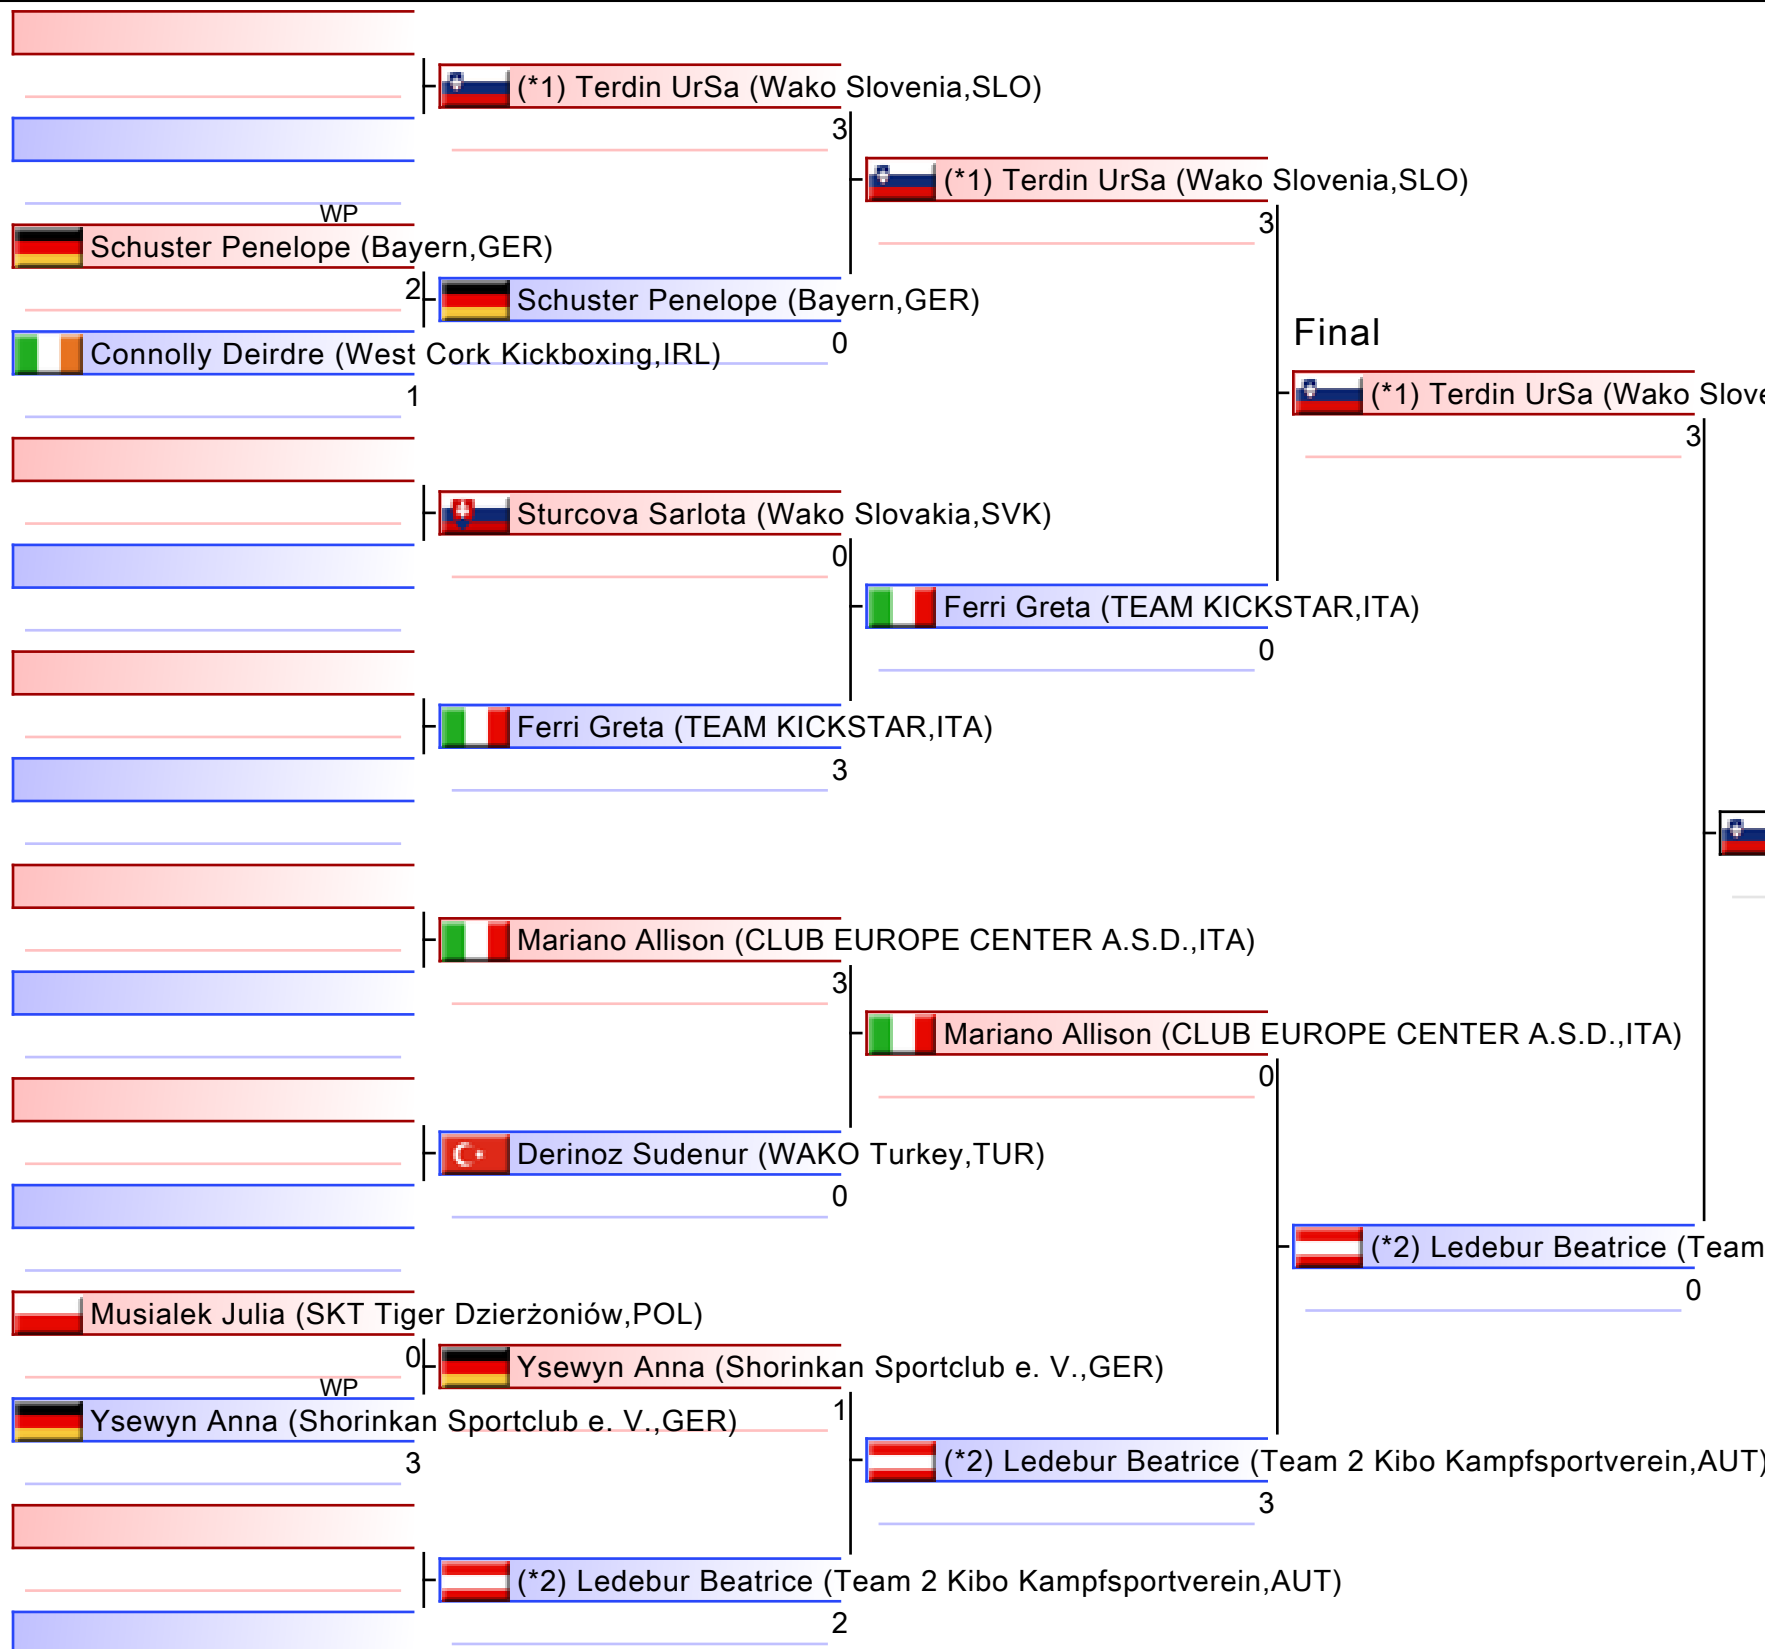 (*1) Terdin UrSa (Wako Slovenia,SLO)
3
(*1) Terdin UrSa (Wako Slovenia,SLO)
3
WP
Schuster Penelope (Bayern,GER)
2
Schuster Penelope (Bayern,GER)
0
Connolly Deirdre (West Cork Kickboxing,IRL)
1
Final
(*1) Terdin UrSa (Wako Slove
3
Sturcova Sarlota (Wako Slovakia,SVK)
0
Ferri Greta (TEAM KICKSTAR,ITA)
0
Ferri Greta (TEAM KICKSTAR,ITA)
3
Mariano Allison (CLUB EUROPE CENTER A.S.D.,ITA)
3
Mariano Allison (CLUB EUROPE CENTER A.S.D.,ITA)
0
Derinoz Sudenur (WAKO Turkey,TUR)
0
(*2) Ledebur Beatrice (Team
0
Musialek Julia (SKT Tiger Dzierżoniów,POL)
0
Ysewyn Anna (Shorinkan Sportclub e. V.,GER)
1
WP
Ysewyn Anna (Shorinkan Sportclub e. V.,GER)
3
(*2) Ledebur Beatrice (Team 2 Kibo Kampfsportverein,AUT)
3
(*2) Ledebur Beatrice (Team 2 Kibo Kampfsportverein,AUT)
2